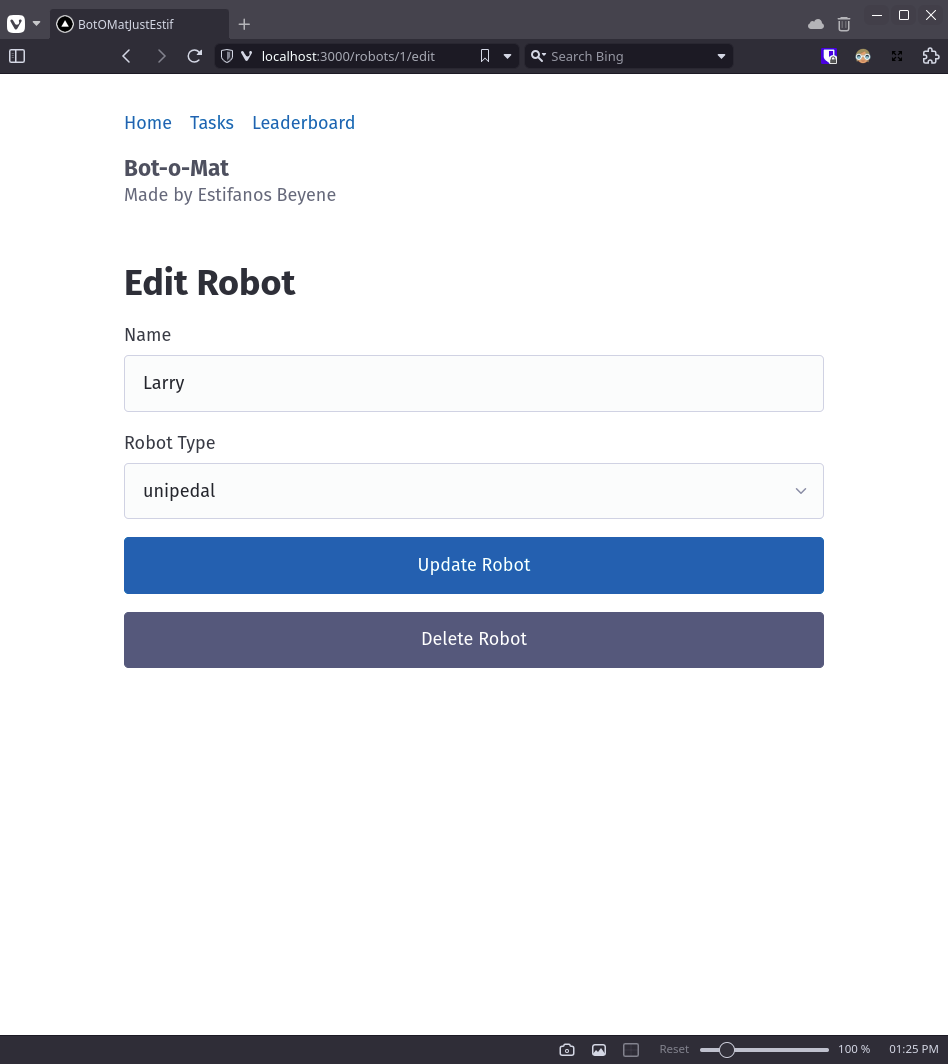 BotOMatJustEstif
localhost:3000/robots/1/edit
Search Bing
Home Tasks Leaderboard
Bot-o-Mat
Made by Estifanos Beyene
Edit Robot
Name
Larry
Robot Type
unipedal
Update Robot
Delete Robot
Reset 100 % 01:25 PM